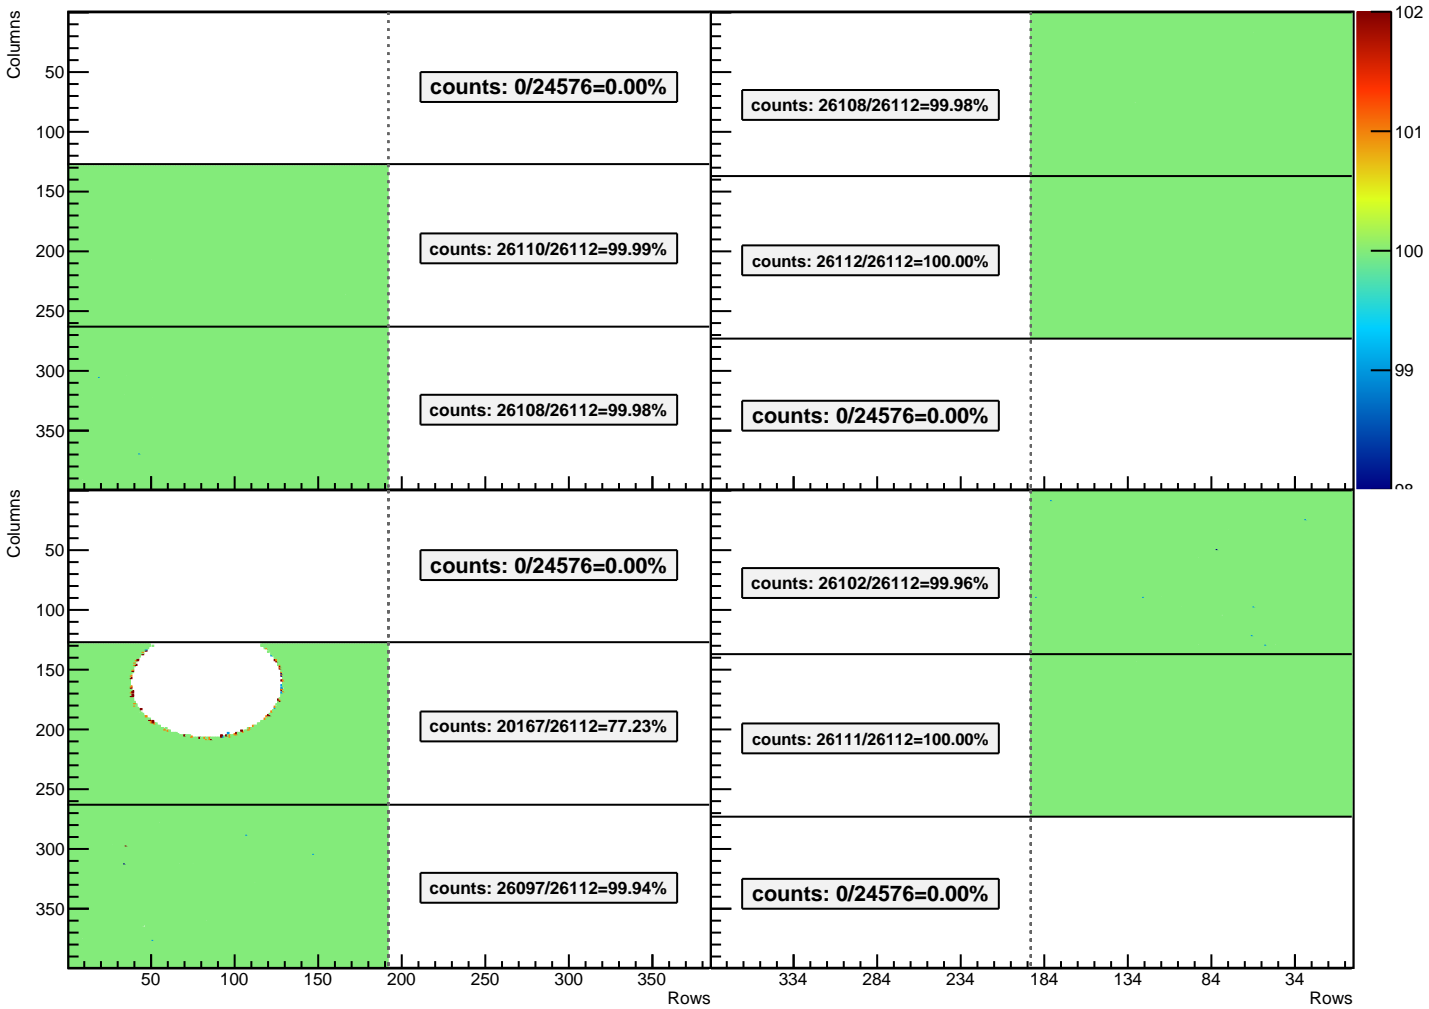 Columns
50
100
150
200
250
300
350
counts: 0/24576=0.00%
counts: 26110/26112=99.99%
counts: 26108/26112=99.98%
counts: 26108/26112=99.98%
counts: 26112/26112=100.00%
counts: 0/24576=0.00%
102
101
100
99
Columns
50
100
150
200
250
300
350
counts: 0/24576=0.00%
counts: 20167/26112=77.23%
counts: 26097/26112=99.94%
50 100 150 200 250 300 350
Rows
counts: 26102/26112=99.96%
counts: 26111/26112=100.00%
counts: 0/24576=0.00%
334 284 234 184 134 84 34
Rows